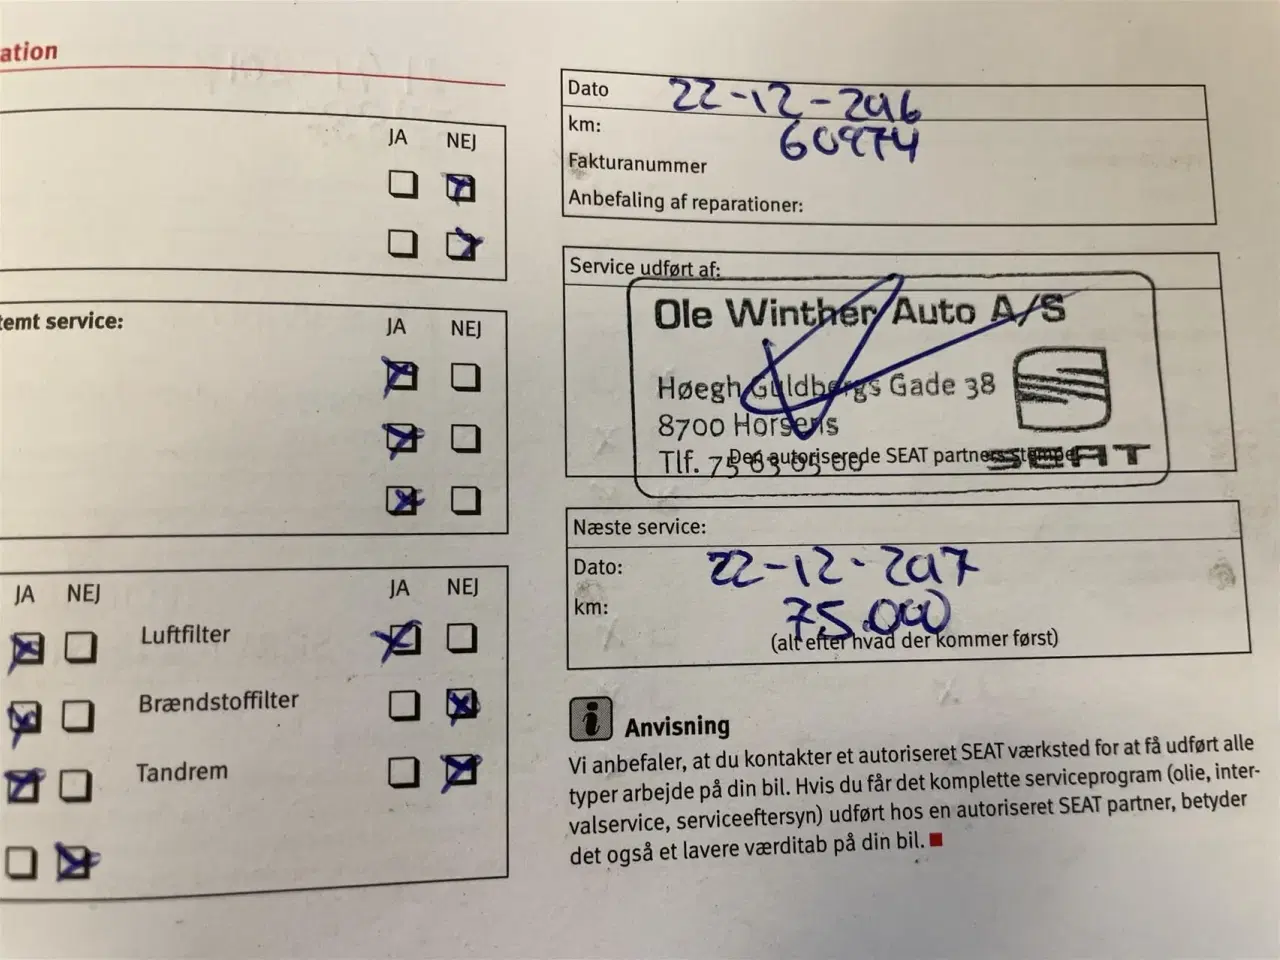 ation
JA NEJ
temt service:
JA NEJ
JA NEJ
JA NEJ
Luftfilter
Brændstoffilter
Tandrem
Dato 22-12-2016
km: 60974
Fakturanummer
Anbefaling af reparationer:
Service udført af:
Ole Winther Auto A/S
Høegh Guldbergs Gade 38
8700 Horsens
Tlf. 75
Den autoriserede SEAT partners stempel
SEAT
Næste service:
Dato: 22-12-2017
km: 75.000
(alt efter hvad der kommer først)
i Anvisning
Vi anbefaler, at du kontakter et autoriseret SEAT værksted for at få udført alle
typer arbejde på din bil. Hvis du får det komplette serviceprogram (olie, inter-
valservice, serviceeftersyn) udført hos en autoriseret SEAT partner, betyder
det også et lavere værditab på din bil.